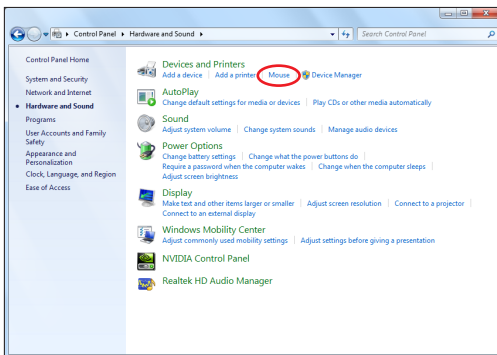 Control Panel ▸ Hardware and Sound ▸
Search Control Panel
Control Panel Home
System and Security
Network and Internet
Hardware and Sound
Programs
User Accounts and Family
Safety
Appearance and
Personalization
Clock, Language, and Region
Ease of Access
Devices and Printers
Add a device | Add a printer | Mouse | Device Manager
AutoPlay
Change default settings for media or devices | Play CDs or other media automatically
Sound
Adjust system volume | Change system sounds | Manage audio devices
Power Options
Change battery settings | Change what the power buttons do |
Require a password when the computer wakes | Change when the computer sleeps |
Adjust screen brightness
Display
Make text and other items larger or smaller | Adjust screen resolution | Connect to a projector |
Connect to an external display
Windows Mobility Center
Adjust commonly used mobility settings | Adjust settings before giving a presentation
NVIDIA Control Panel
Realtek HD Audio Manager